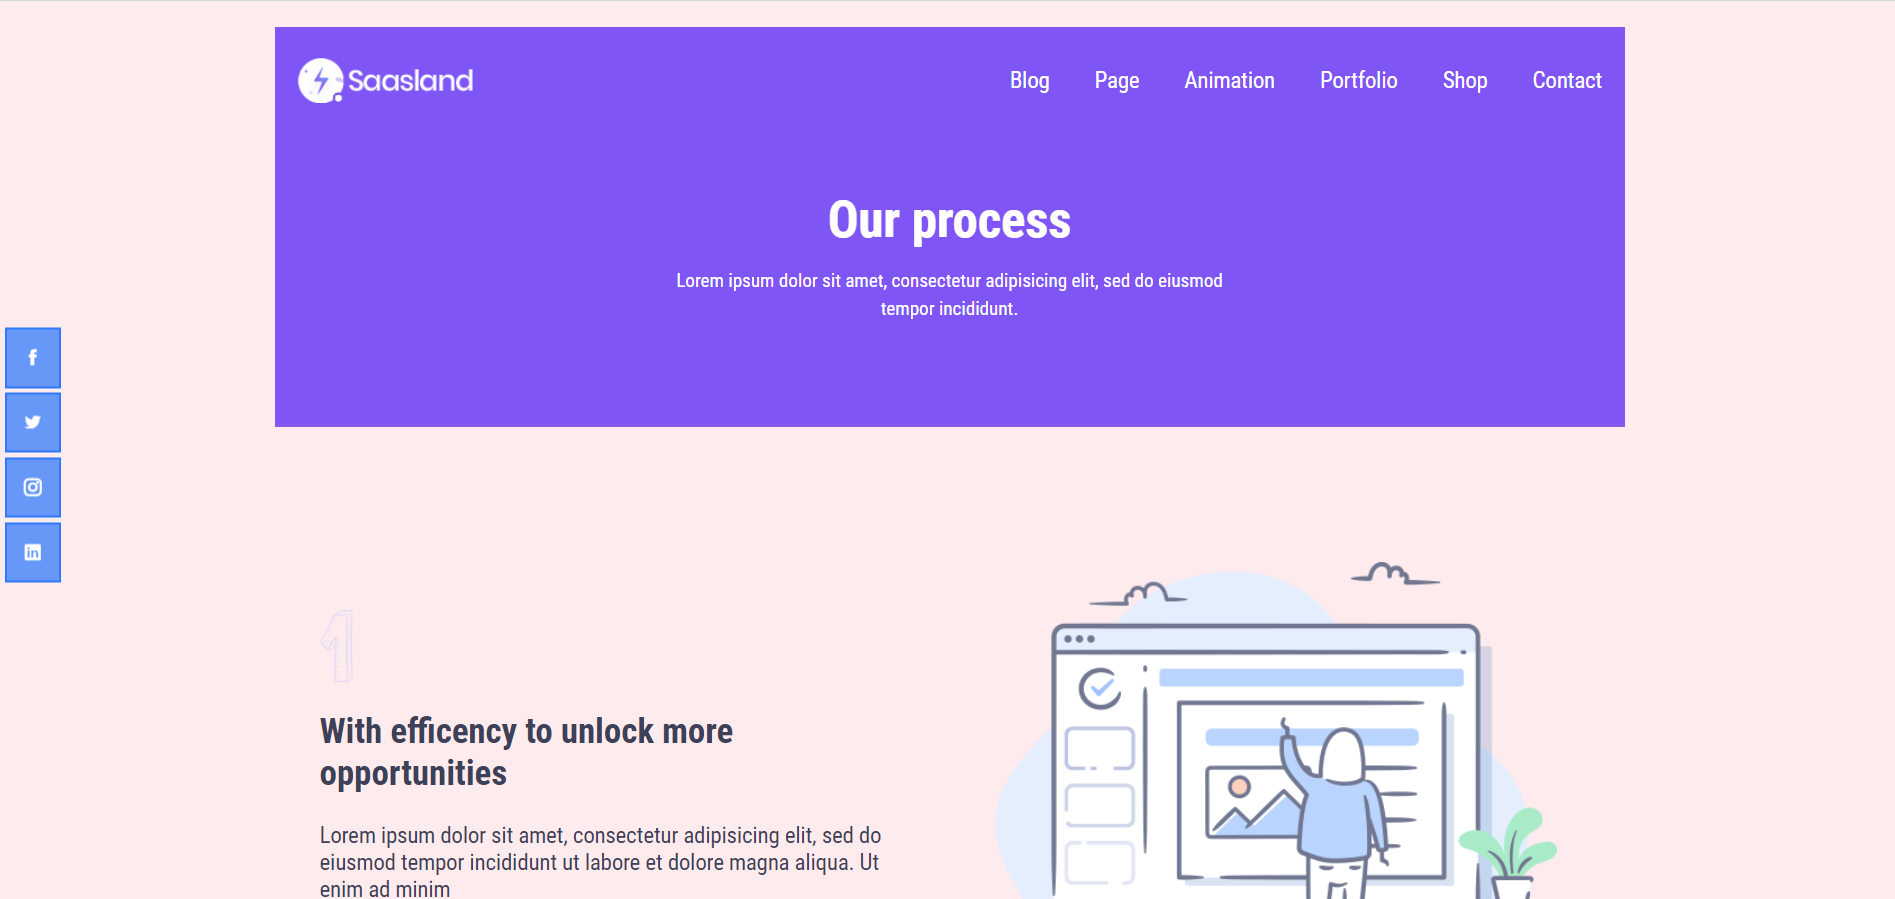 Saasland
Blog Page Animation Portfolio Shop Contact
Our process
Lorem ipsum dolor sit amet, consectetur adipisicing elit, sed do eiusmod
tempor incididunt.
1
With efficency to unlock more
opportunities
Lorem ipsum dolor sit amet, consectetur adipisicing elit, sed do
eiusmod tempor incididunt ut labore et dolore magna aliqua. Ut
enim ad minim